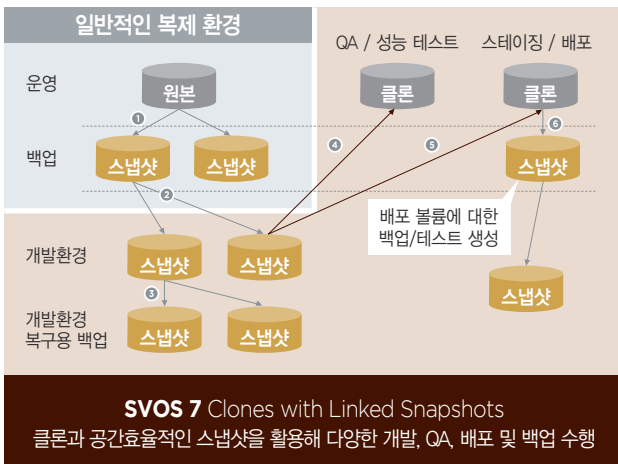 일반적인 복제 환경
QA / 성능 테스트
스테이징 / 배포
운영
원본
클론
클론
1
4
5
6
백업
스냅샷
스냅샷
스냅샷
2
배포 볼륨에 대한
백업/테스트 생성
개발환경
스냅샷
스냅샷
스냅샷
3
개발환경
복구용 백업
스냅샷
스냅샷
SVOS 7 Clones with Linked Snapshots
클론과 공간효율적인 스냅샷을 활용해 다양한 개발, QA, 배포 및 백업 수행